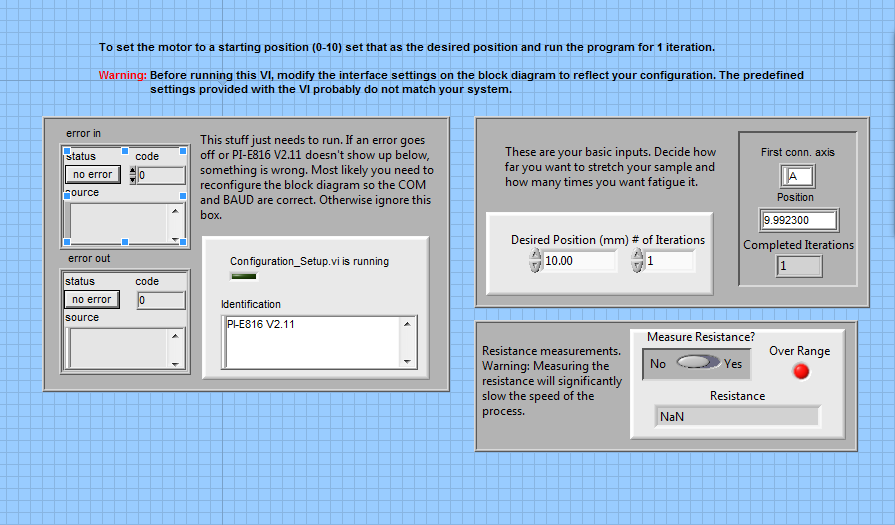 To set the motor to a starting position (0-10) set that as the desired position and run the program for 1 iteration.
Warning: Before running this VI, modify the interface settings on the block diagram to reflect your configuration. The predefined
settings provided with the VI probably do not match your system.
error in
status code
no error 0
source
This stuff just needs to run. If an error goes
off or PI-E816 V2.11 doesn't show up below,
something is wrong. Most likely you need to
reconfigure the block diagram so the COM
and BAUD are correct. Otherwise ignore this
box.
error out
status code
no error 0
source
Configuration_Setup.vi is running
Identification
PI-E816 V2.11
These are your basic inputs. Decide how
far you want to stretch your sample and
how many times you want fatigue it.
Desired Position (mm) # of Iterations
10.00 1
First conn. axis
A
Position
9.992300
Completed Iterations
1
Resistance measurements.
Warning: Measuring the
resistance will significantly
slow the speed of the
process.
Measure Resistance?
No Yes
Over Range
Resistance
NaN